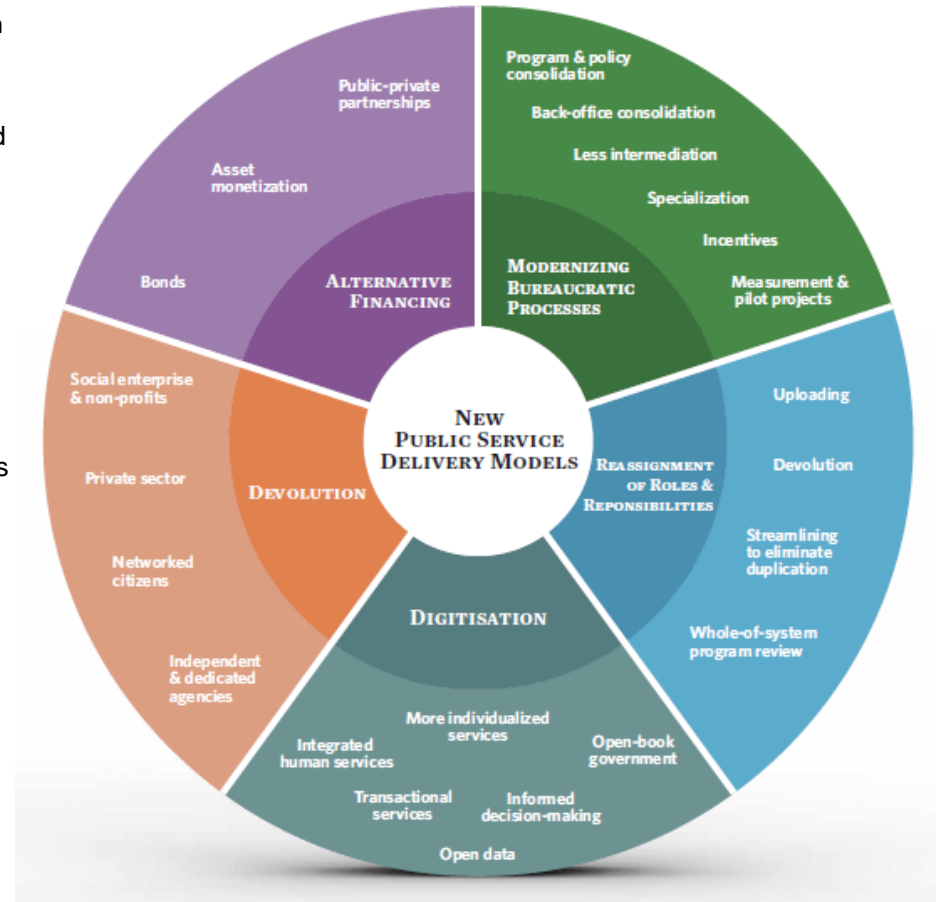 Public-private
partnerships
Asset
monetization
Bonds
ALTERNATIVE
FINANCING
Program & policy
consolidation
Back-office consolidation
Less intermediation
Specialization
Incentives
Measurement &
pilot projects
MODERNIZING
BUREAUCRATIC
PROCESSES
NEW
PUBLIC SERVICE
DELIVERY MODELS
Social enterprise
& non-profits
Private sector
Networked
citizens
Independent
& dedicated
agencies
DEVOLUTION
REASSIGNMENT
OF ROLES &
REPONSIBILITIES
Uploading
Devolution
Streamlining
to eliminate
duplication
Whole-of-system
program review
DIGITISATION
More individualized
services
Integrated
human services
Open-book
government
Transactional
services
Informed
decision-making
Open data